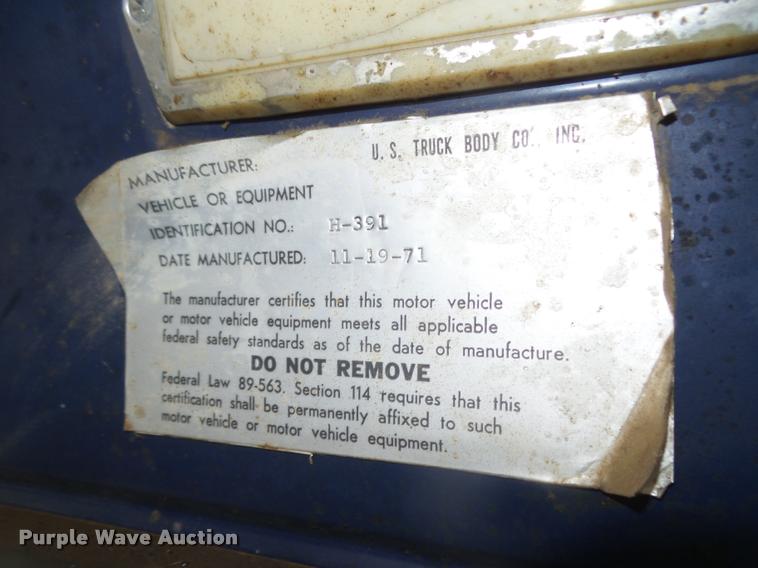 MANUFACTURER: U. S. TRUCK BODY CO., INC.
VEHICLE OR EQUIPMENT
IDENTIFICATION NO.: H-391
DATE MANUFACTURED: 11-19-71
The manufacturer certifies that this motor vehicle
or motor vehicle equipment meets all applicable
federal safety standards as of the date of manufacture.
DO NOT REMOVE
Federal Law 89-563, Section 114 requires that this
certification shall be permanently affixed to such
motor vehicle or motor vehicle equipment.
Purple Wave Auction